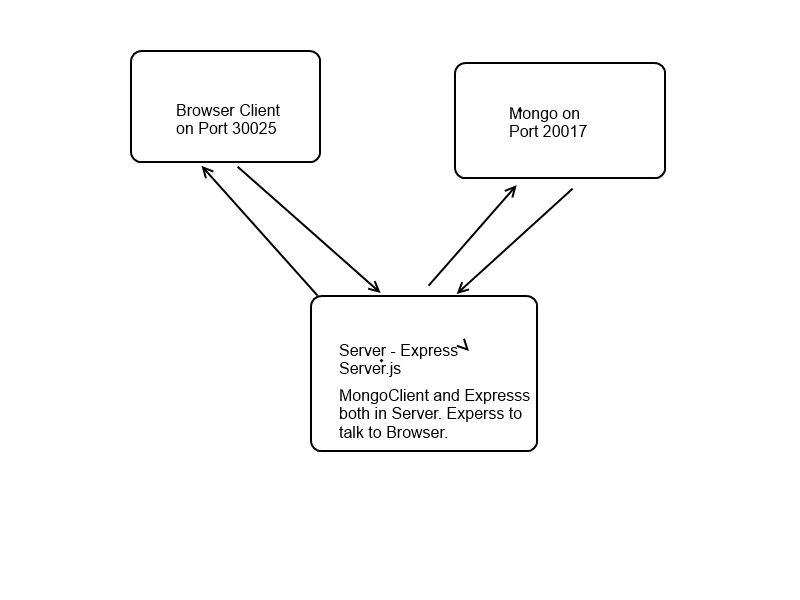 Browser Client
on Port 30025
Mongo on
Port 20017
Server - Express
Server.js
MongoClient and Expresss
both in Server. Experss to
talk to Browser.